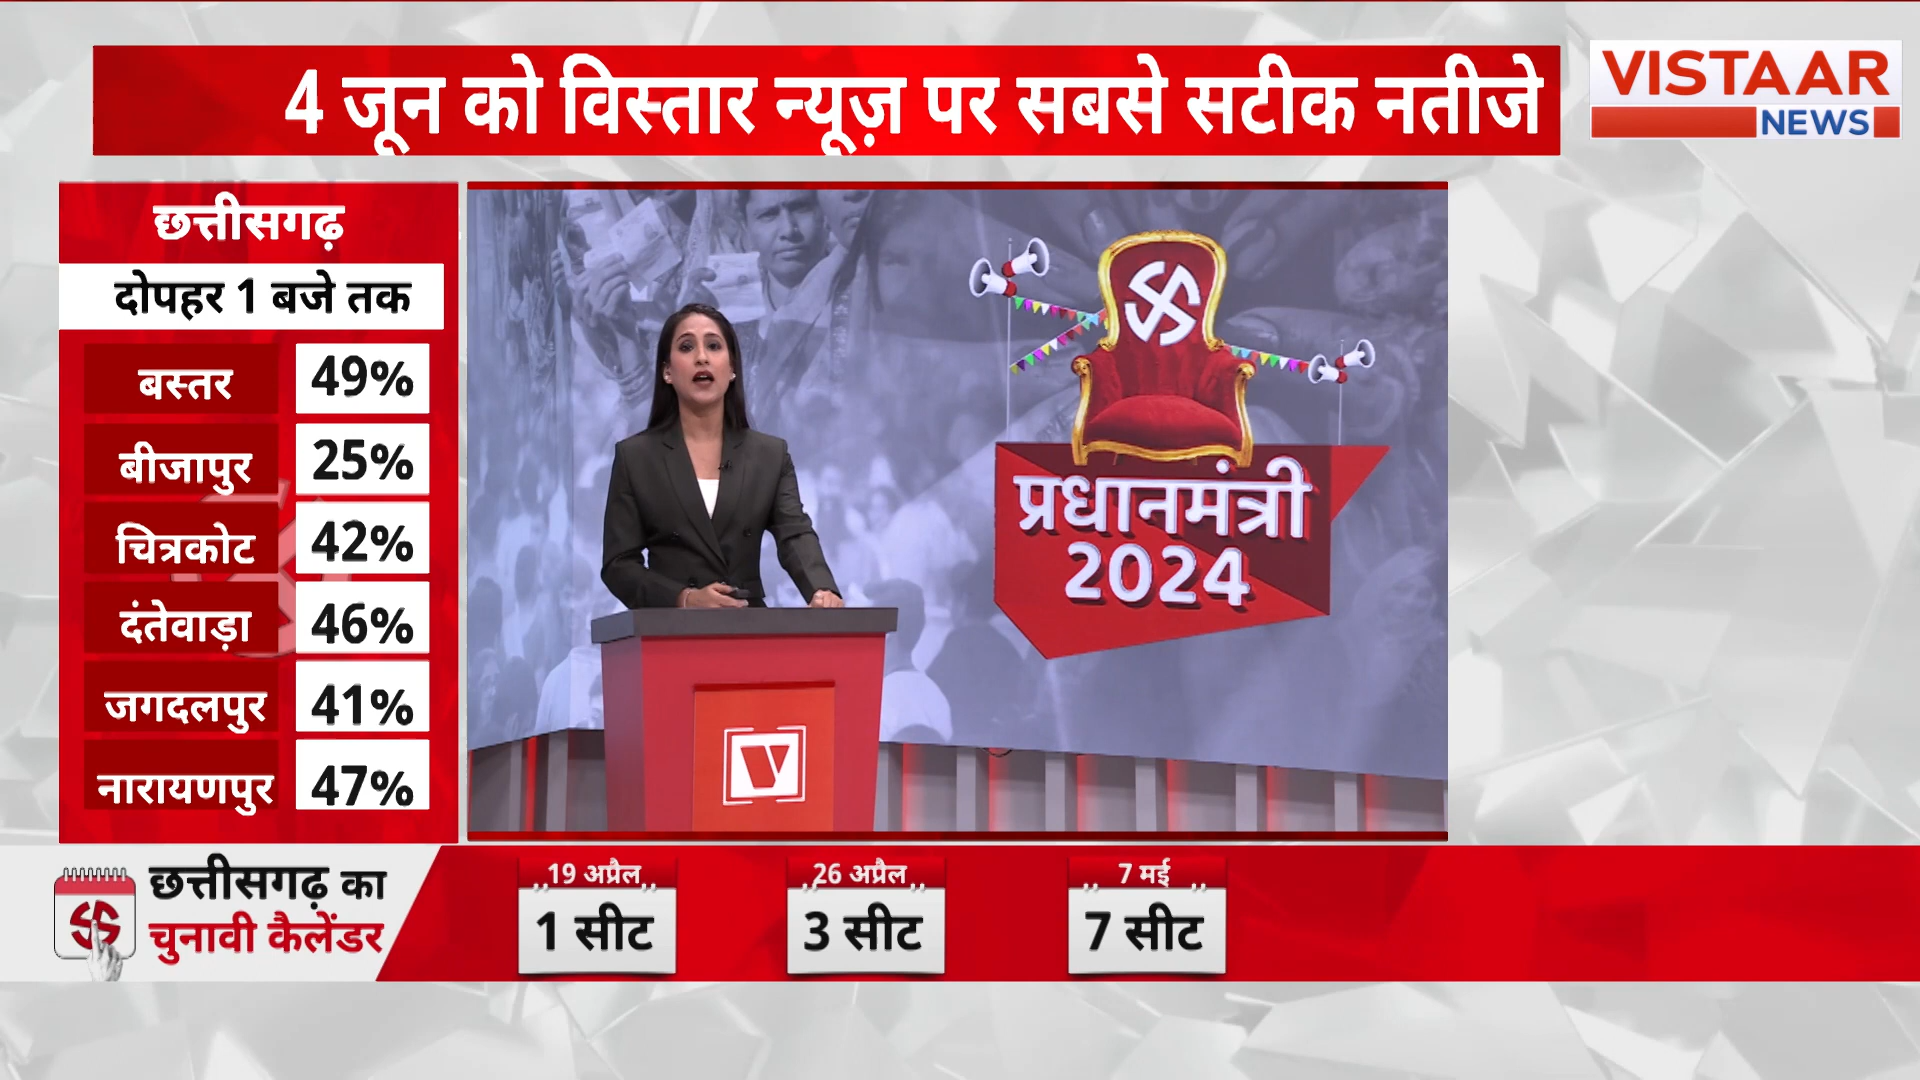 4 जून को विस्तार न्यूज़ पर सबसे सटीक नतीजे
VISTAAR
NEWS
छत्तीसगढ़
दोपहर 1 बजे तक
बस्तर 49%
बीजापुर 25%
चित्रकोट 42%
दंतेवाड़ा 46%
जगदलपुर 41%
नारायणपुर 47%
प्रधानमंत्री
2024
V
छत्तीसगढ़ का
चुनावी कैलेंडर
19 अप्रैल
1 सीट
26 अप्रैल
3 सीट
7 मई
7 सीट